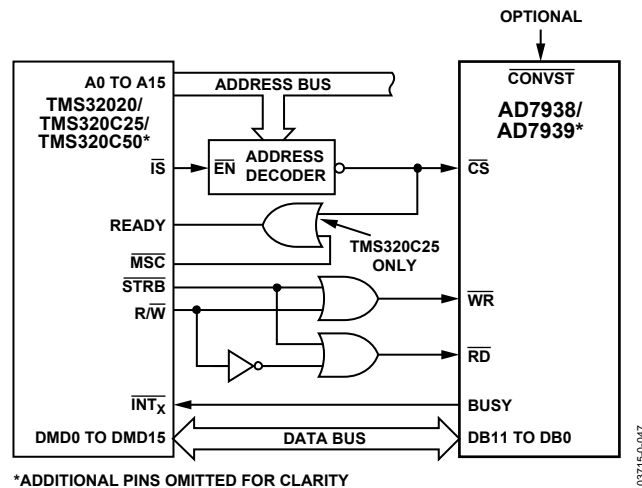 OPTIONAL
A0 TO A15
ADDRESS BUS
CONVST
TMS32020/
TMS320C25/
TMS320C50*
AD7938/
AD7939*
IS
EN
ADDRESS
DECODER
CS
READY
TMS320C25
ONLY
MSC
STRB
R/W
WR
RD
INTX
BUSY
DMD0 TO DMD15
DATA BUS
DB11 TO DB0
*ADDITIONAL PINS OMITTED FOR CLARITY
03715-0-047